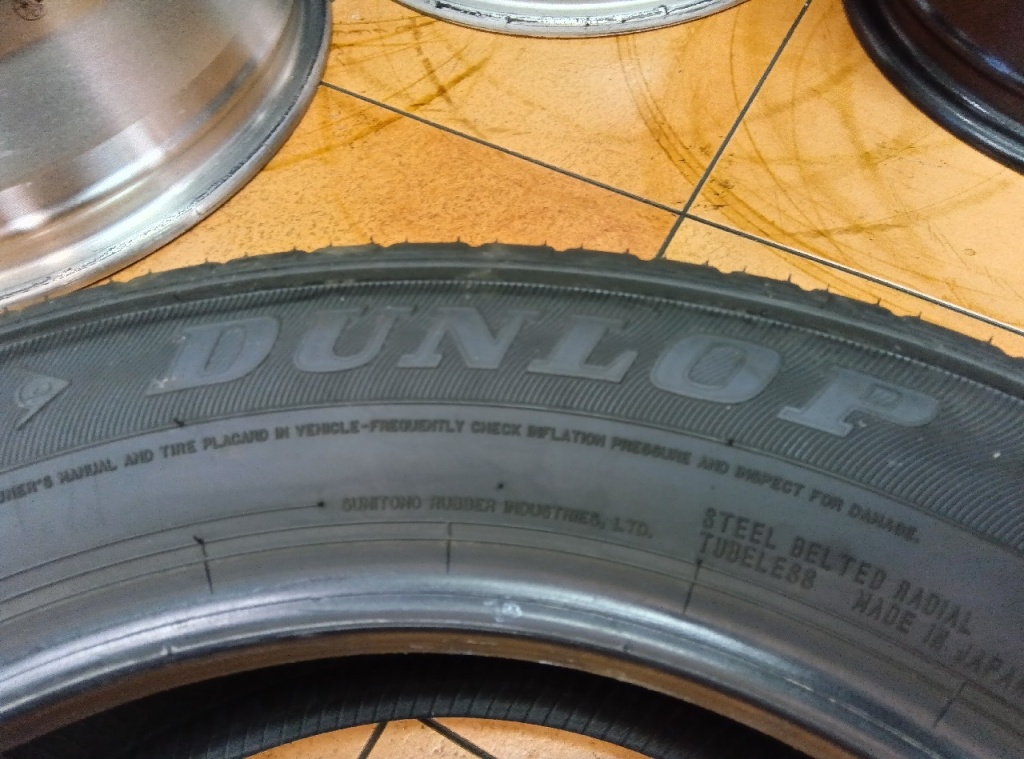 DUNLOP
OWNER'S MANUAL AND TIRE PLACARD IN VEHICLE-FREQUENTLY CHECK INFLATION PRESSURE AND INSPECT FOR DAMAGE.
SUMITOMO RUBBER INDUSTRIES, LTD.
STEEL BELTED RADIAL
TUBELESS MADE IN JAPAN